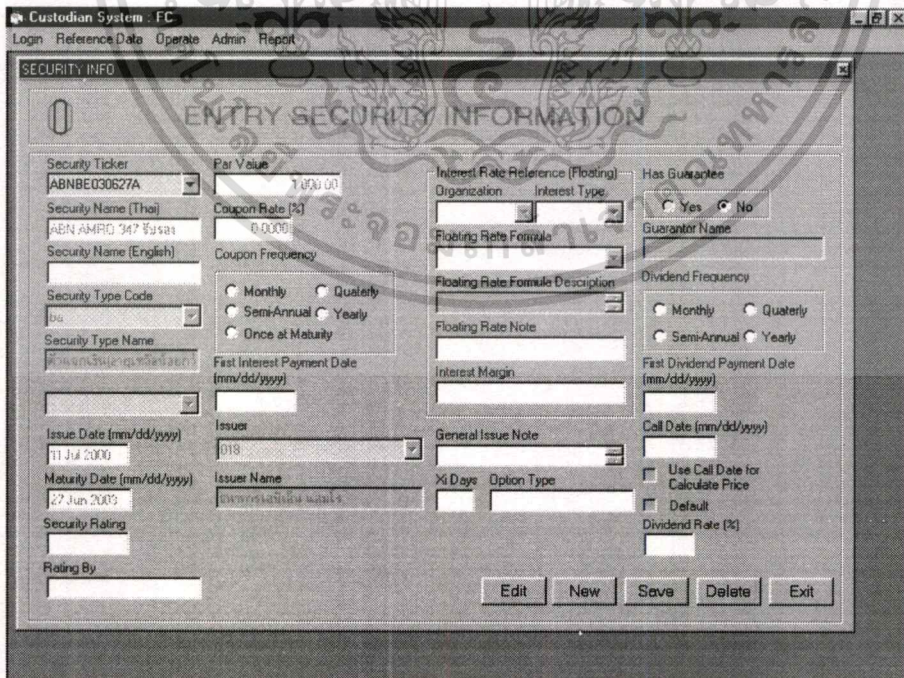 Custodian System : FC
Login Reference Data Operate Admin Report
SECURITY INFO
ENTRY SECURITY INFORMATION
Security Ticker
ABNBE030627A
Security Name (Thai)
ABN AMRO 347
Security Name (English)
Security Type Code
be
Security Type Name
Issue Date (mm/dd/yyyy)
11 Jul 2000
Maturity Date (mm/dd/yyyy)
27 Jun 2003
Security Rating
Rating By
Par Value
1.000.00
Coupon Rate (%)
0.0000
Coupon Frequency
Monthly Quaterly
Semi-Annual Yearly
Once at Maturity
First Interest Payment Date
(mm/dd/yyyy)
Issuer
018
Issuer Name
Interest Rate Reference (Floating)
Organization Interest Type
Floating Rate Formula
Floating Rate Formula Description
Floating Rate Note
Interest Margin
General Issue Note
Xi Days Option Type
Has Guarantee
Yes No
Guarantor Name
Dividend Frequency
Monthly Quaterly
Semi-Annual Yearly
First Dividend Payment Date
(mm/dd/yyyy)
Call Date (mm/dd/yyyy)
Use Call Date for
Calculate Price
Default
Dividend Rate (%)
Edit New Save Delete Exit